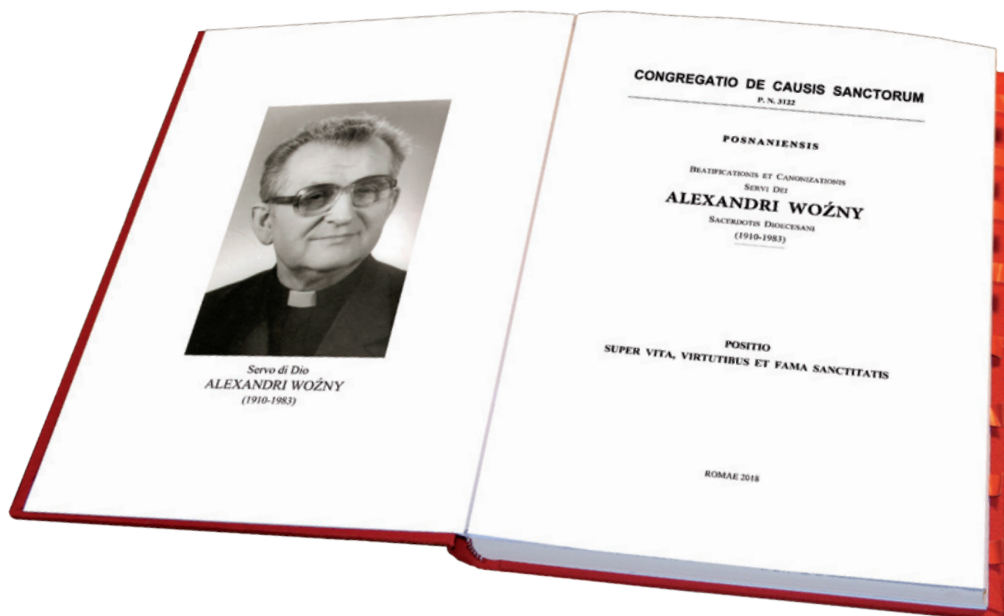 Servo di Dio
ALEXANDRI WOŹNY
(1910-1983)
CONGREGATIO DE CAUSIS SANCTORUM
P. N. 3122
POSNANIENSIS
BEATIFICATIONIS ET CANONIZATIONIS
SERVI DEI
ALEXANDRI WOŹNY
SACERDOTIS DIOECESANI
(1910-1983)
POSITIO
SUPER VITA, VIRTUTIBUS ET FAMA SANCTITATIS
ROMAE 2018